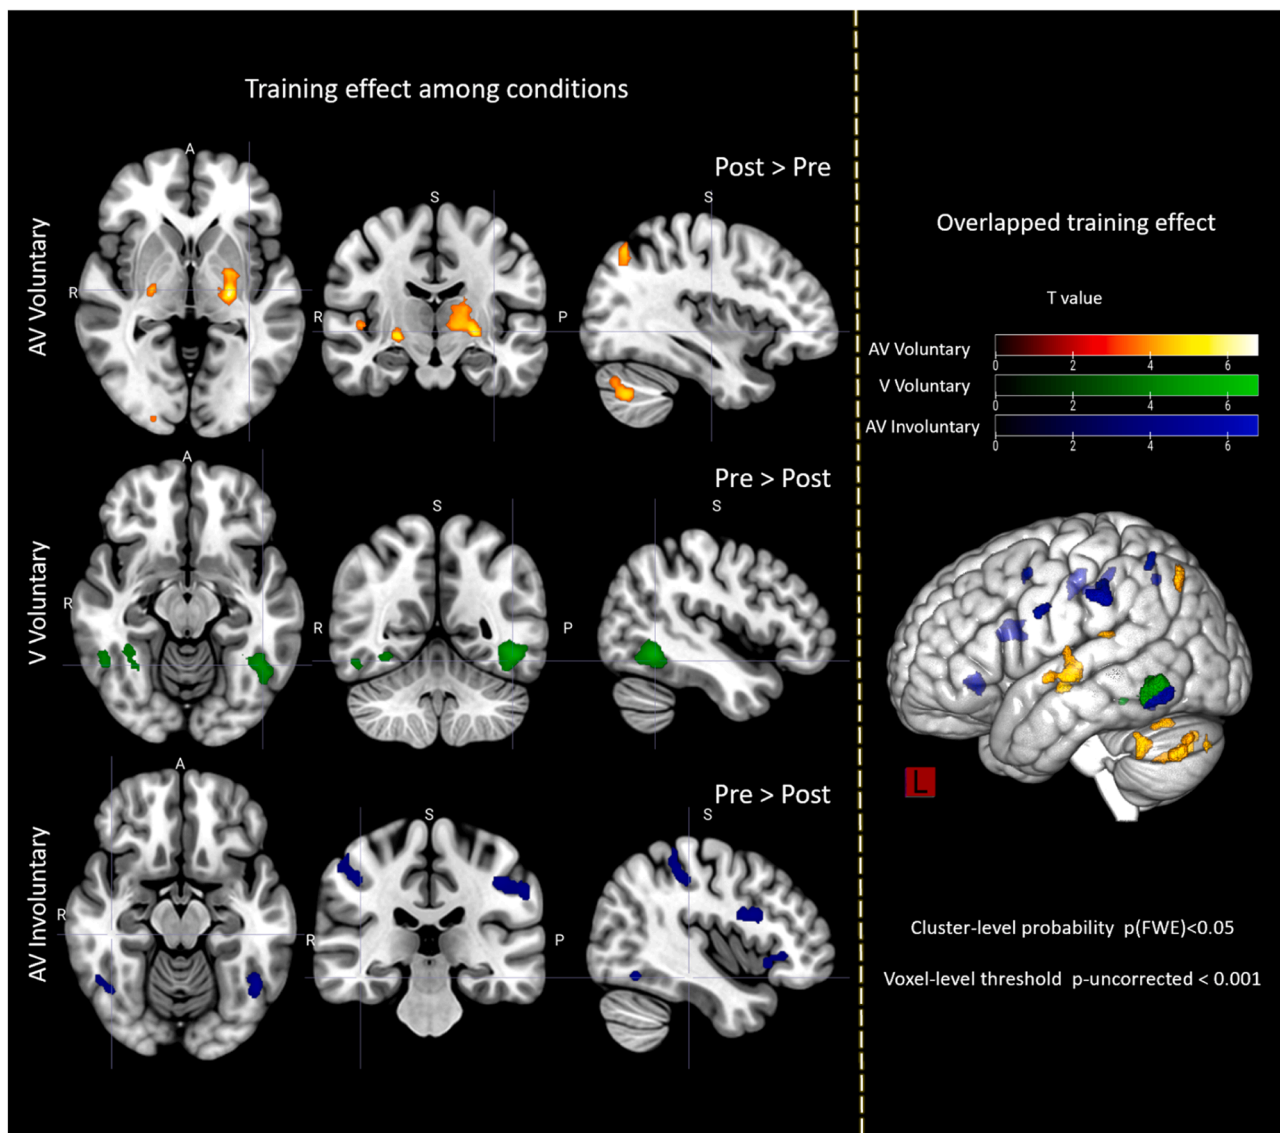 Training effect among conditions
AV Voluntary
Post > Pre
A
R
S
R
P
S
V Voluntary
Pre > Post
A
R
S
R
P
S
AV Involuntary
Pre > Post
A
R
S
R
P
S
Overlapped training effect
T value
AV Voluntary
0 2 4 6
V Voluntary
0 2 4 6
AV Involuntary
0 2 4 6
L
Cluster-level probability p(FWE)<0.05
Voxel-level threshold p-uncorrected < 0.001